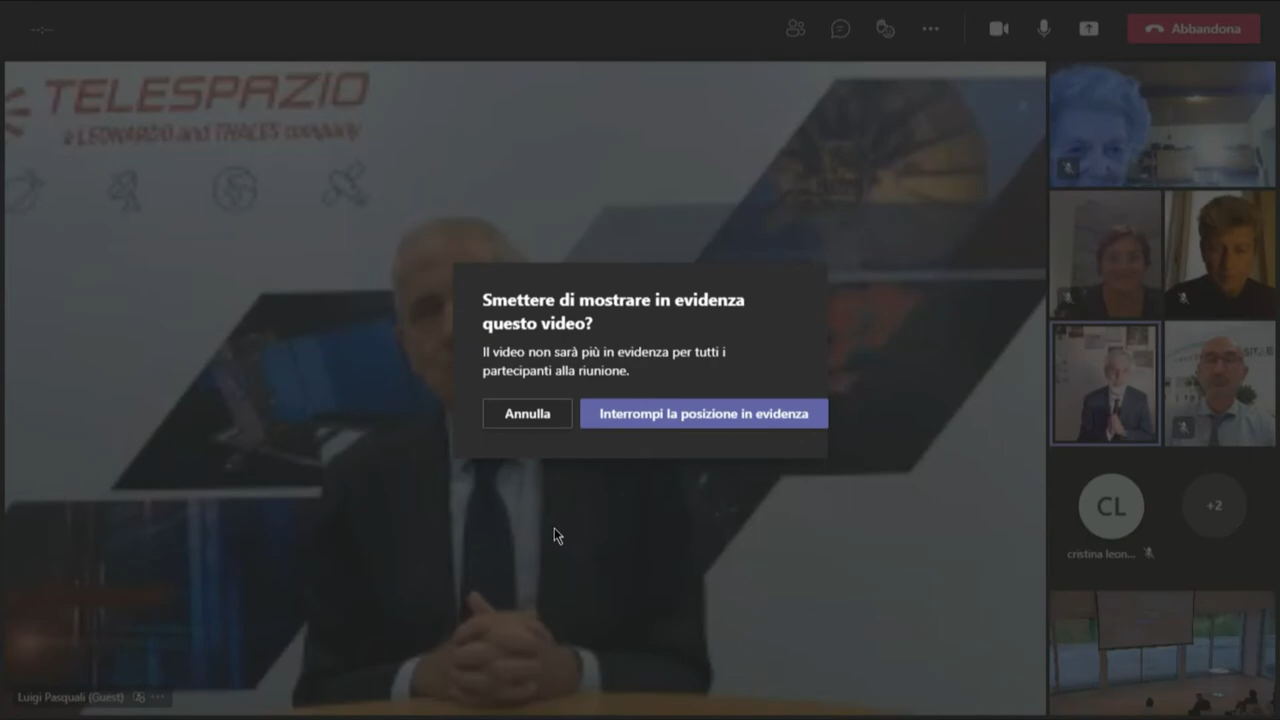 --:--
Abbandona
TELESPAZIO
a LEONARDO and THALES company
Smettere di mostrare in evidenza
questo video?
Il video non sarà più in evidenza per tutti i
partecipanti alla riunione.
Annulla
Interrompi la posizione in evidenza
CL
+2
cristina leon...
Luigi Pasquali (Guest)